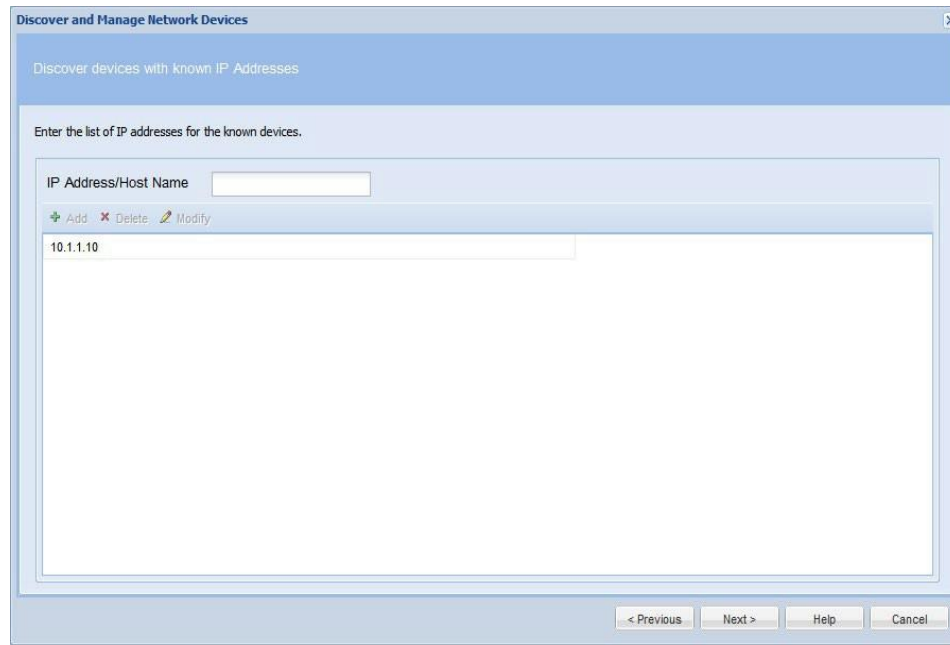 Discover and Manage Network Devices
Discover devices with known IP Addresses
Enter the list of IP addresses for the known devices.
IP Address/Host Name
Add Delete Modify
10.1.1.10
< Previous Next > Help Cancel